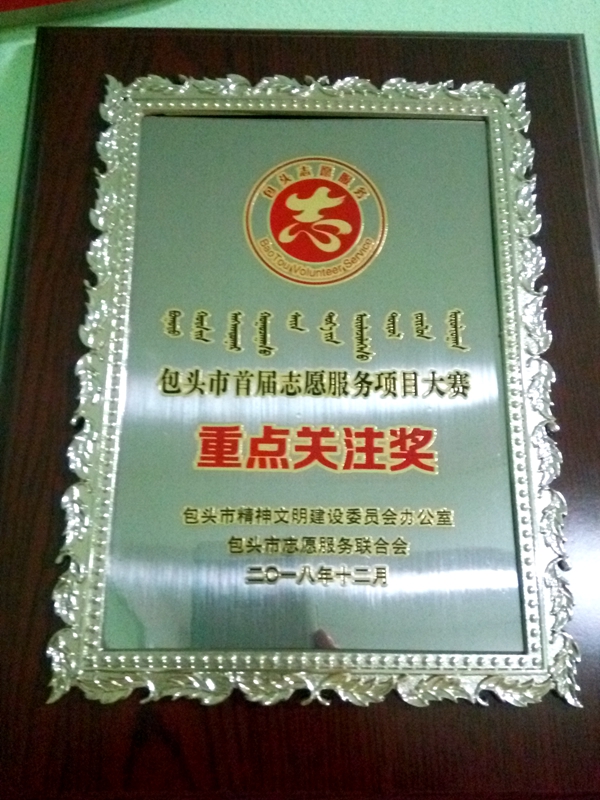 包头志愿服务
志
BaoTou Volunteer Service
包头市首届志愿服务项目大赛
重点关注奖
包头市精神文明建设委员会办公室
包头市志愿服务联合会
二〇一八年十二月